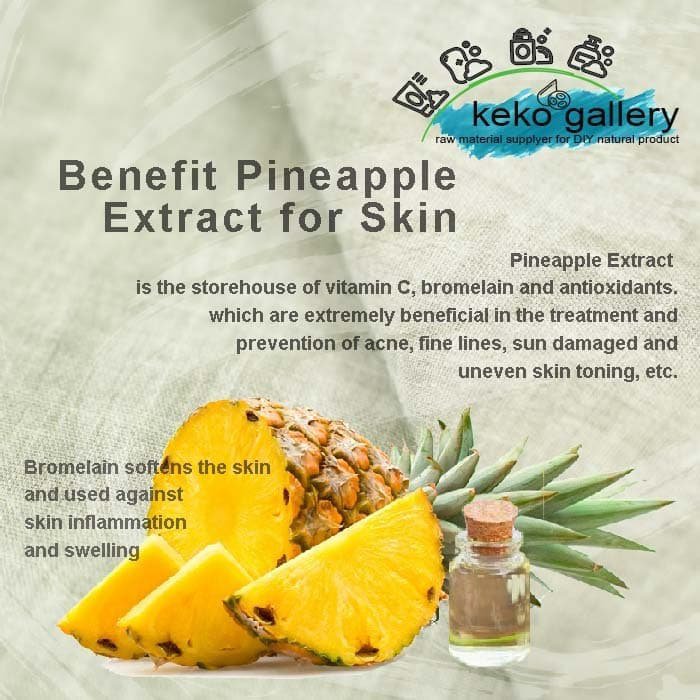 keko gallery
raw material supplyer for DIY natural product
Benefit Pineapple
Extract for Skin
Pineapple Extract
is the storehouse of vitamin C, bromelain and antioxidants.
which are extremely beneficial in the treatment and
prevention of acne, fine lines, sun damaged and
uneven skin toning, etc.
Bromelain softens the skin
and used against
skin inflammation
and swelling